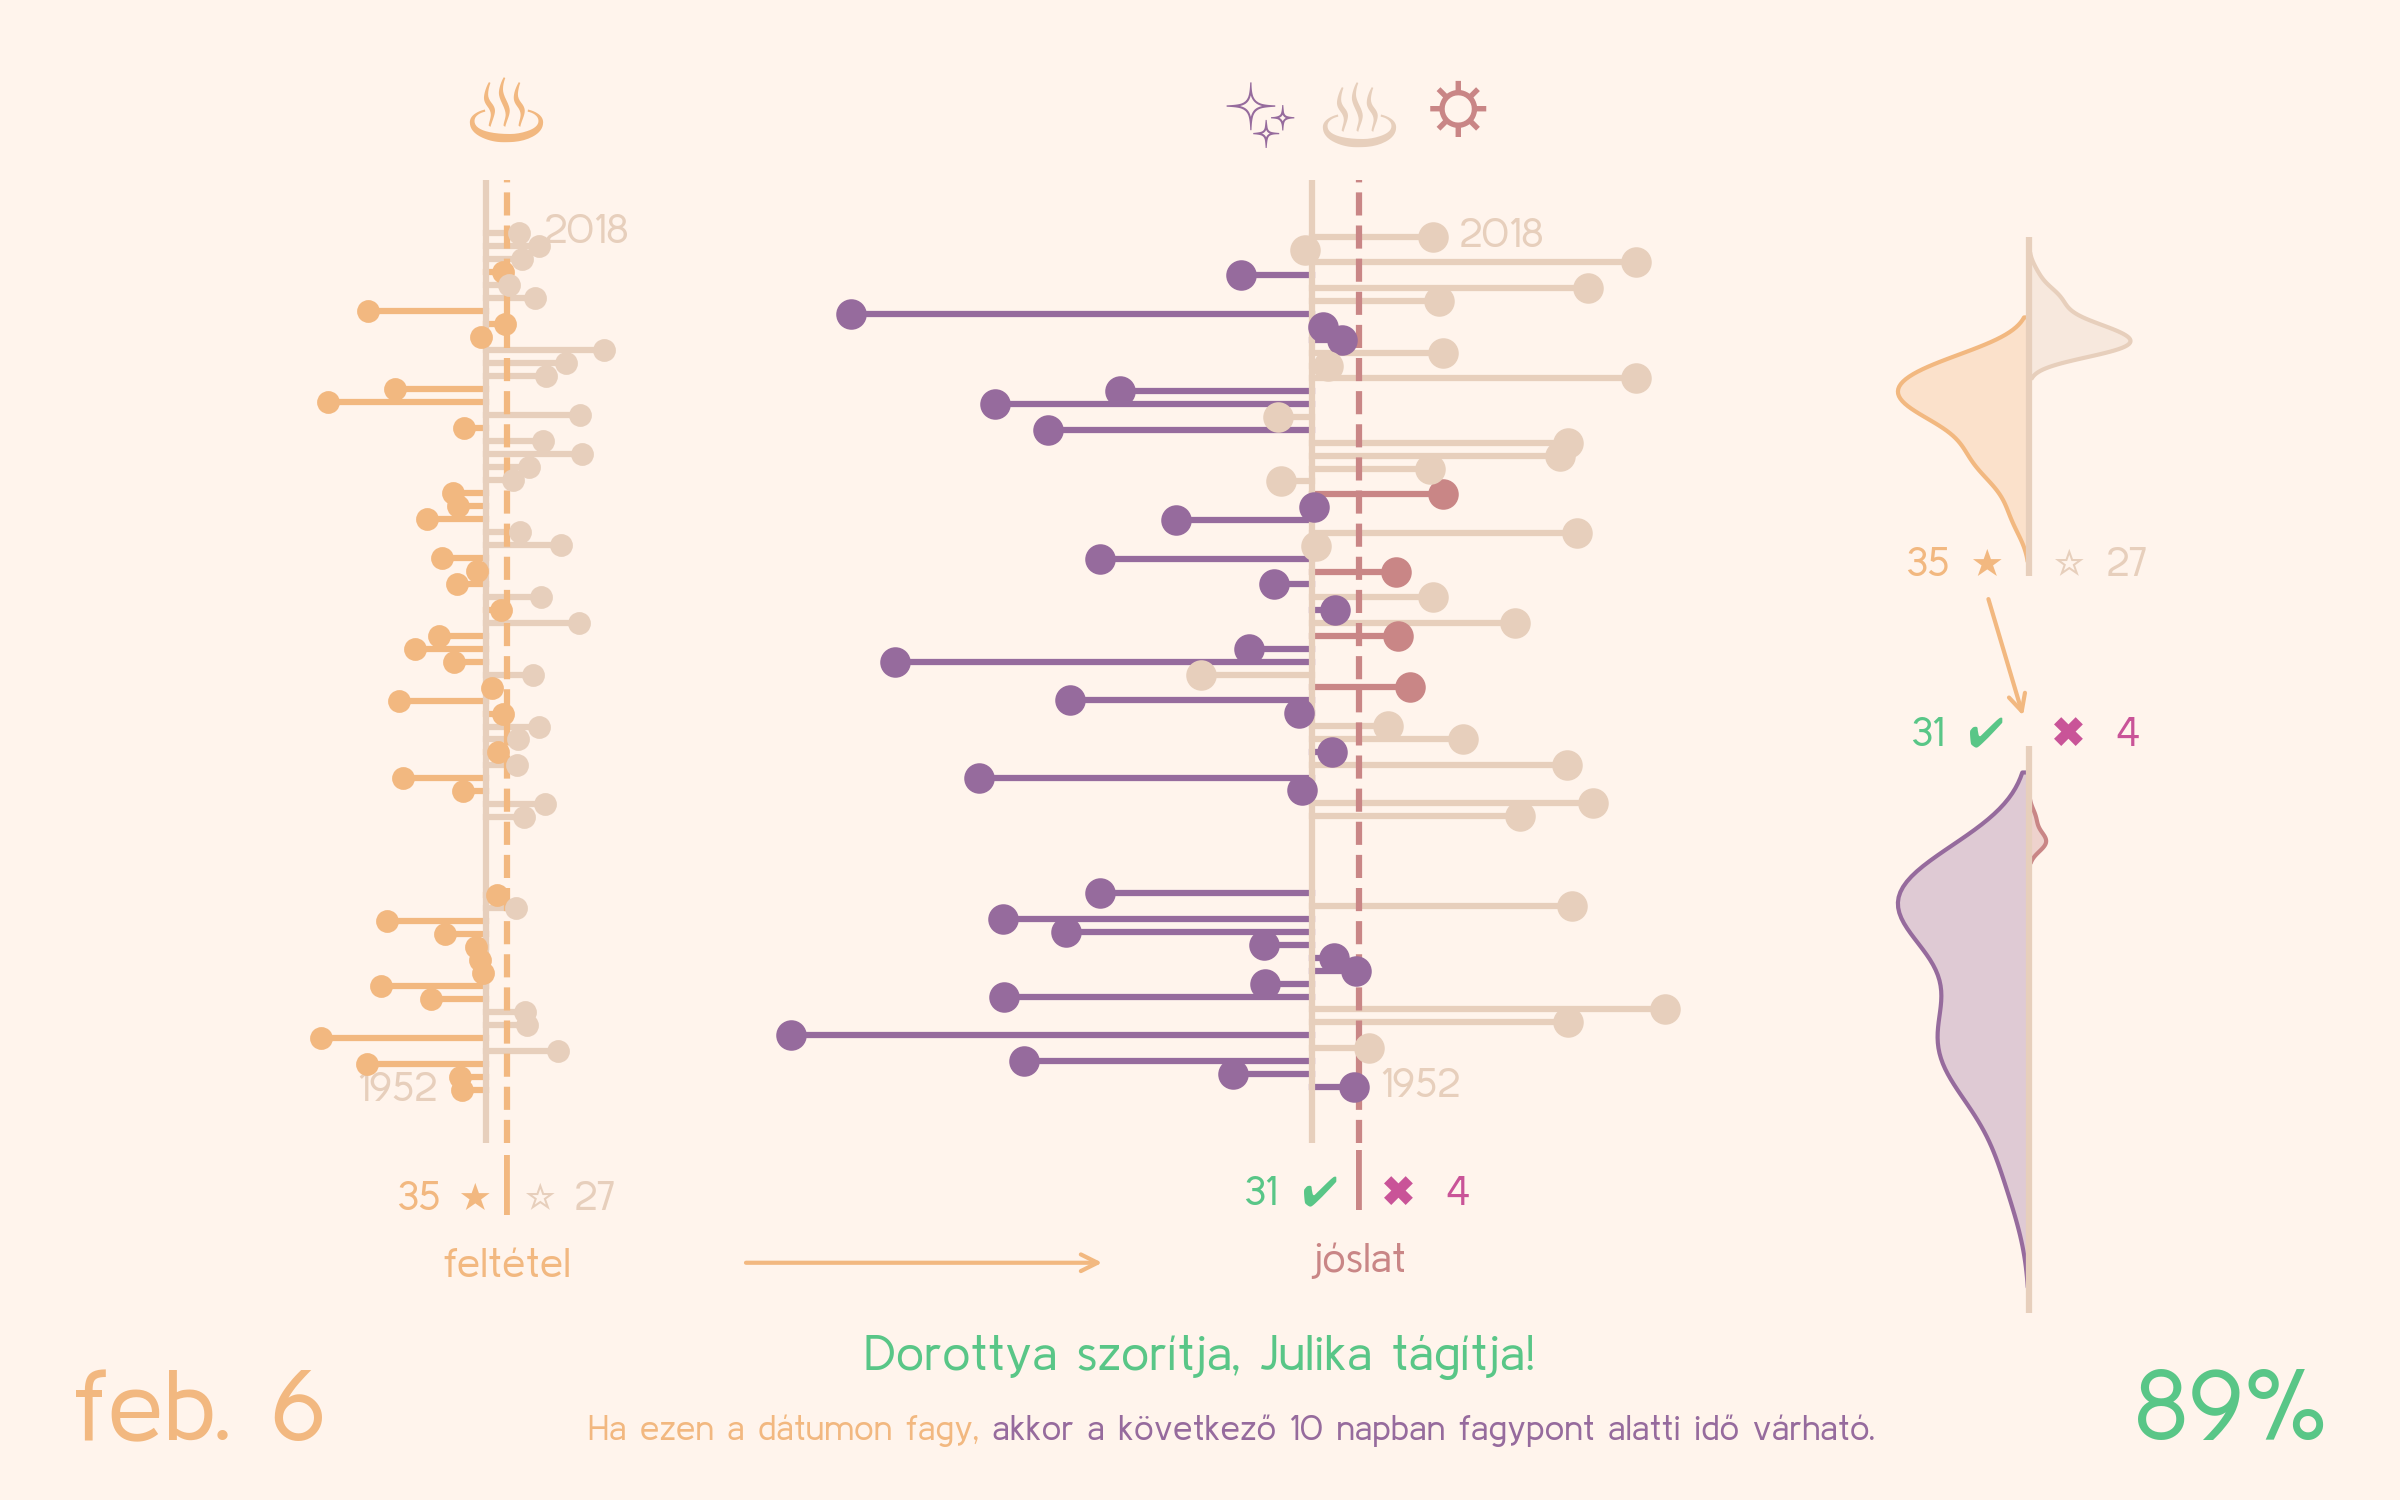 2018
2018
1952
1952
35 ★ ☆ 27
31 ✔ ✖ 4
35 ★ ☆ 27
31 ✔ ✖ 4
feltétel
jóslat
Dorottya szorítja, Julika tágítja!
feb. 6
Ha ezen a dátumon fagy, akkor a következő 10 napban fagypont alatti idő várható.
89%